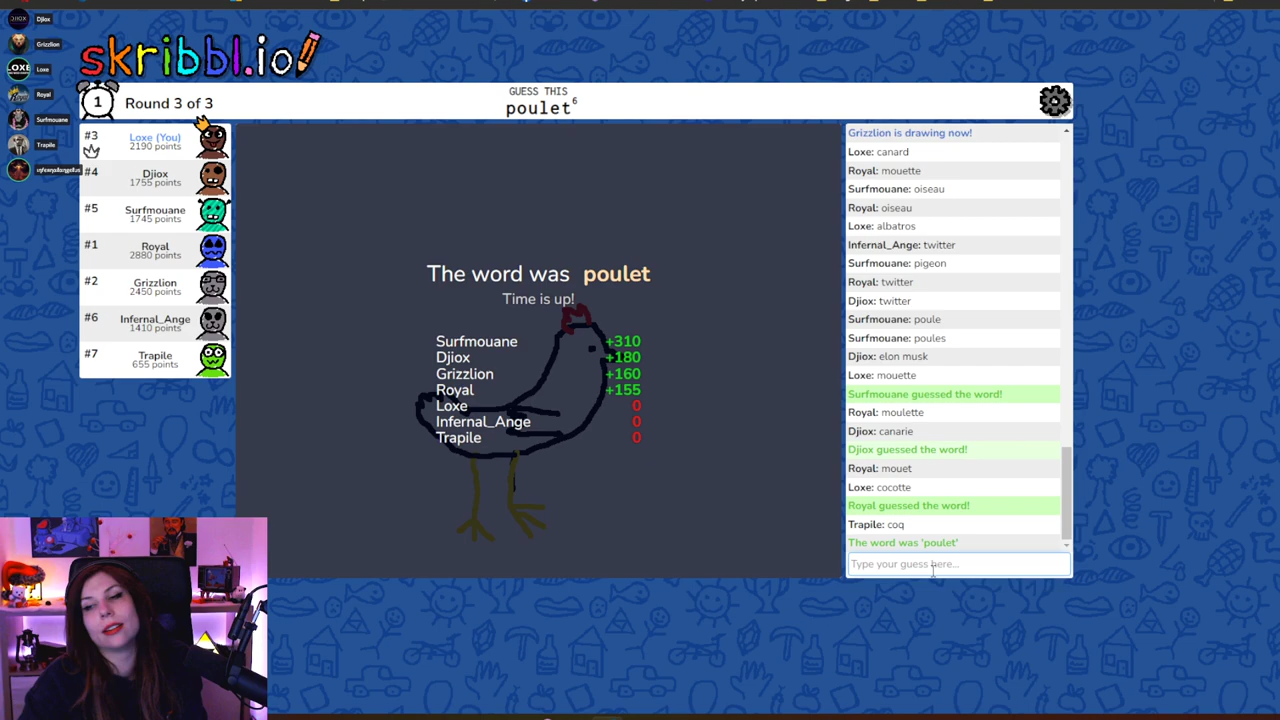 Djiox
Grizzlion
LOXE Loxe
Royal
Surfmouane
Trapile
skribbl.io
1 Round 3 of 3
GUESS THIS
poulet6
#3 Loxe (You)
2190 points
#4 Djiox
1755 points
#5 Surfmouane
1745 points
#1 Royal
2880 points
#2 Grizzlion
2450 points
#6 Infernal_Ange
1410 points
#7 Trapile
655 points
The word was poulet
Time is up!
Surfmouane +310
Djiox +180
Grizzlion +160
Royal +155
Loxe 0
Infernal_Ange 0
Trapile 0
Grizzlion is drawing now!
Loxe: canard
Royal: mouette
Surfmouane: oiseau
Royal: oiseau
Loxe: albatros
Infernal_Ange: twitter
Surfmouane: pigeon
Royal: twitter
Djiox: twitter
Surfmouane: poule
Surfmouane: poules
Djiox: elon musk
Loxe: mouette
Surfmouane guessed the word!
Royal: moulette
Djiox: canarie
Djiox guessed the word!
Royal: mouet
Loxe: cocotte
Royal guessed the word!
Trapile: coq
The word was 'poulet'
Type your guess here...